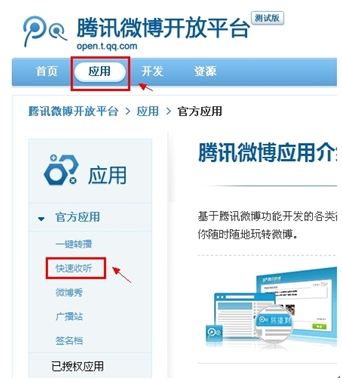 腾讯微博开放平台 测试版
open.t.qq.com
首页 应用 开发 资源
腾讯微博开放平台 > 应用 > 官方应用
应用
官方应用
一键转播
快速收听
微博秀
广播站
签名档
已授权应用
腾讯微博应用介
基于腾讯微博功能开发的各类
你随时随地玩转微博。